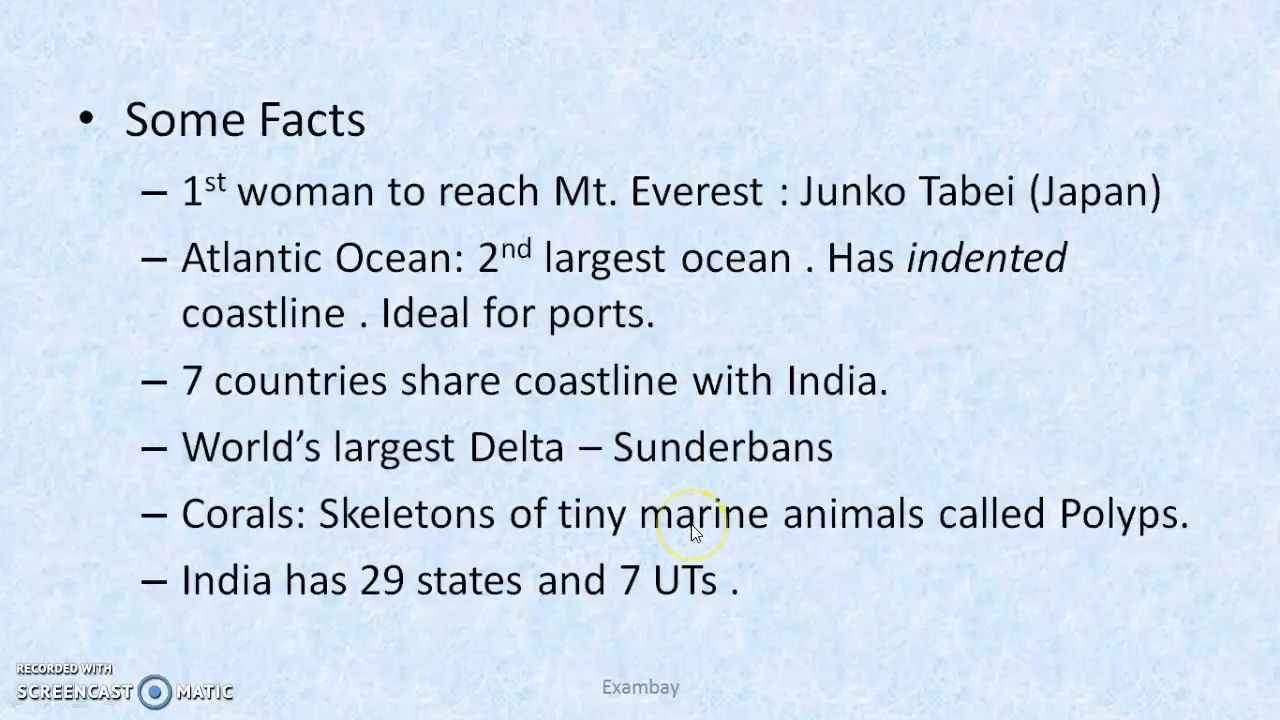 • Some Facts
– 1st woman to reach Mt. Everest : Junko Tabei (Japan)
– Atlantic Ocean: 2nd largest ocean . Has indented
coastline . Ideal for ports.
– 7 countries share coastline with India.
– World’s largest Delta – Sunderbans
– Corals: Skeletons of tiny marine animals called Polyps.
– India has 29 states and 7 UTs .
RECORDED WITH
SCREENCAST MATIC
Exambay